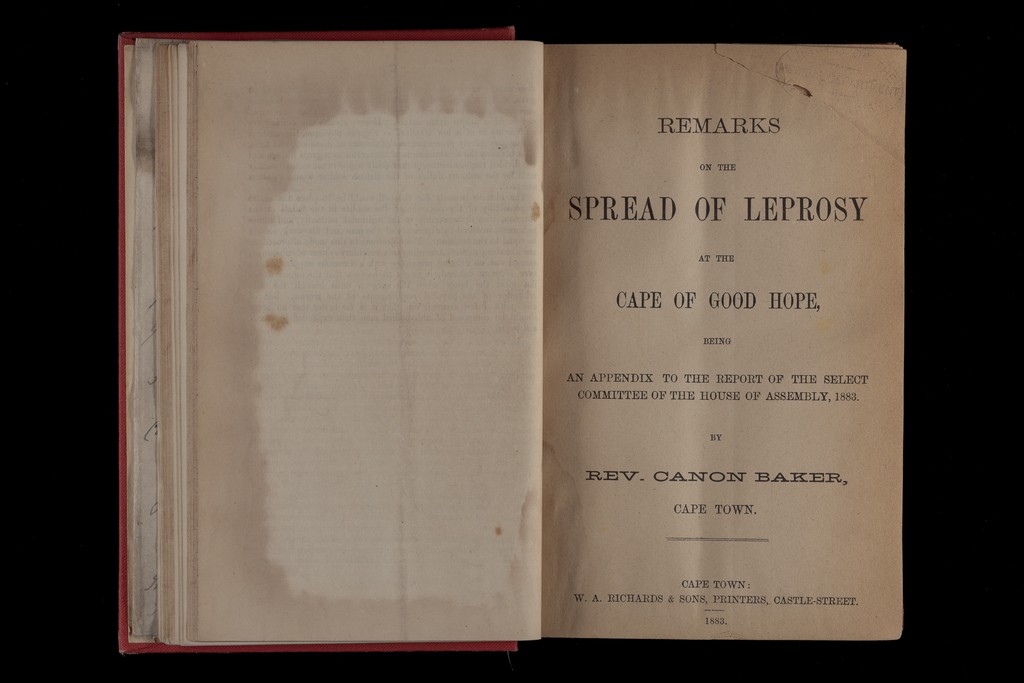 REMARKS
ON THE
SPREAD OF LEPROSY
AT THE
CAPE OF GOOD HOPE,
BEING
AN APPENDIX TO THE REPORT OF THE SELECT
COMMITTEE OF THE HOUSE OF ASSEMBLY, 1883.
BY
REV. CANON BAKER,
CAPE TOWN.
CAPE TOWN:
W. A. RICHARDS & SONS, PRINTERS, CASTLE-STREET.
1883.